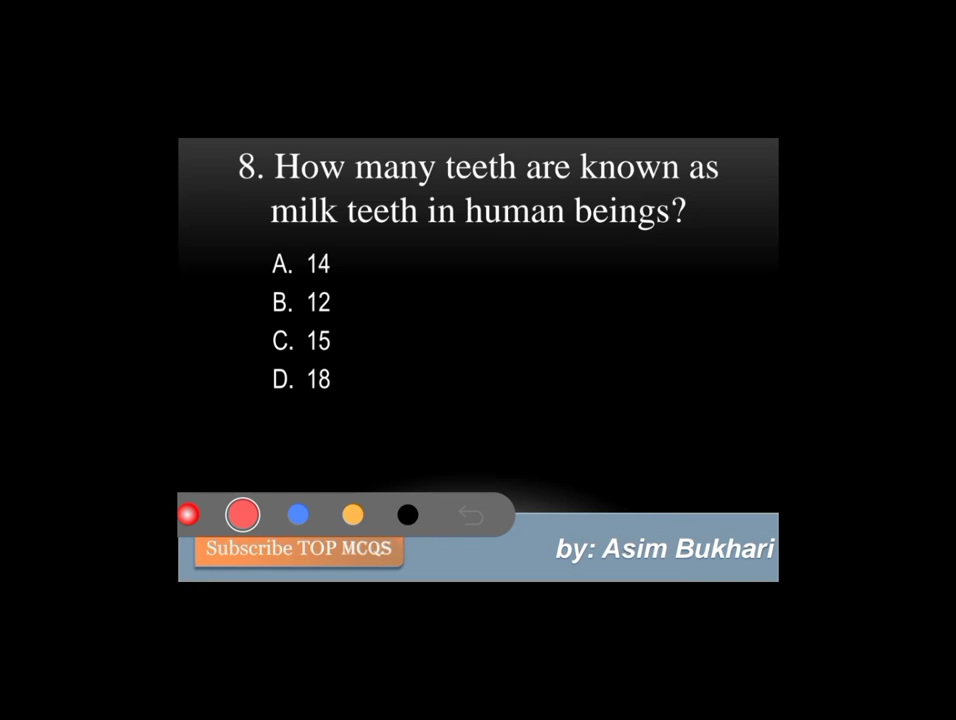 8. How many teeth are known as
milk teeth in human beings?
A. 14
B. 12
C. 15
D. 18
Subscribe TOP MCQS
by: Asim Bukhari